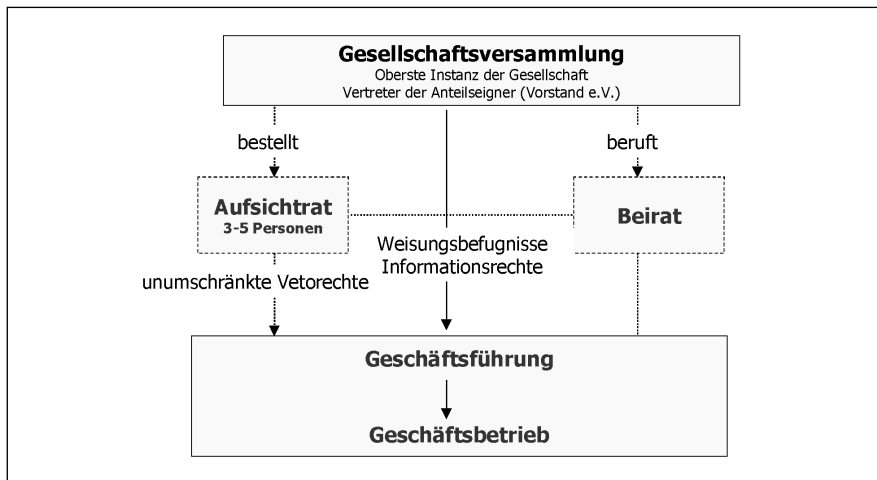 Gesellschaftsversammlung
Oberste Instanz der Gesellschaft
Vertreter der Anteilseigner (Vorstand e.V.)
bestellt
beruft
Aufsichtrat
3-5 Personen
Beirat
Weisungsbefugnisse
Informationsrechte
unumschränkte Vetorechte
Geschäftsführung
Geschäftsbetrieb